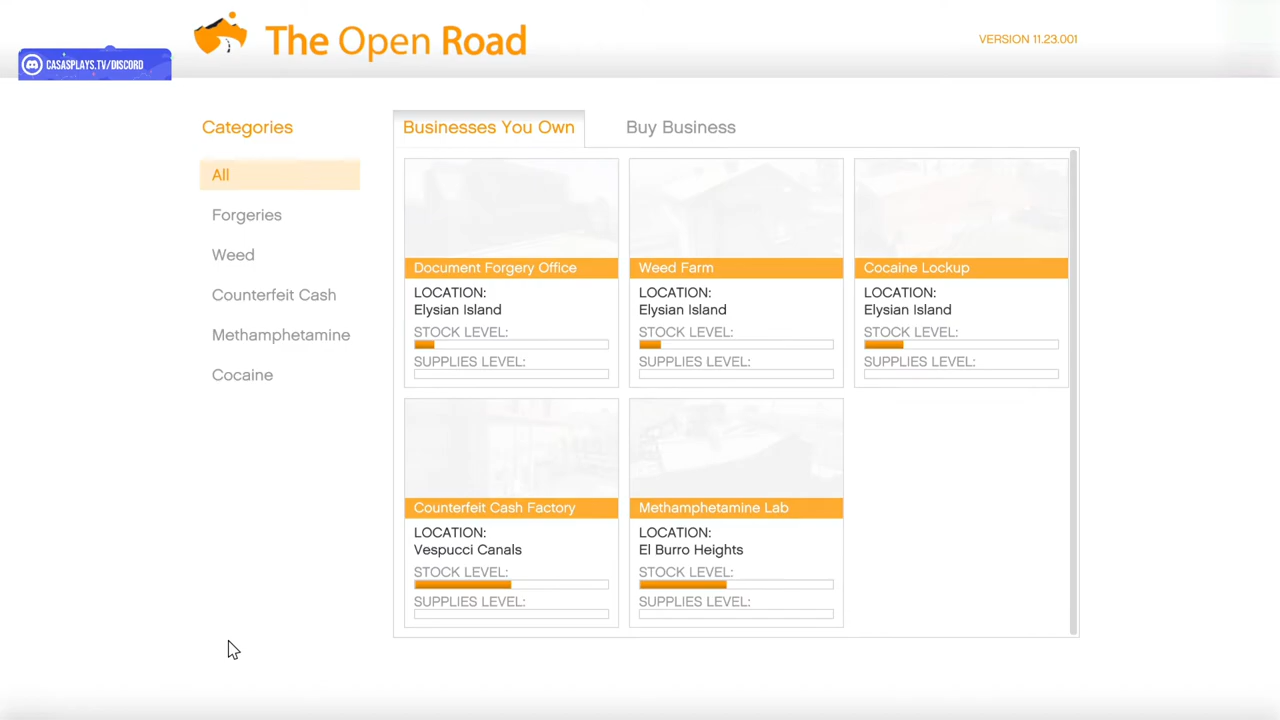 The Open Road
VERSION 11.23.001
CASASPLAYS.TV/DISCORD
Categories
All
Forgeries
Weed
Counterfeit Cash
Methamphetamine
Cocaine
Businesses You Own
Buy Business
Document Forgery Office
LOCATION:
Elysian Island
STOCK LEVEL:
SUPPLIES LEVEL:
Weed Farm
LOCATION:
Elysian Island
STOCK LEVEL:
SUPPLIES LEVEL:
Cocaine Lockup
LOCATION:
Elysian Island
STOCK LEVEL:
SUPPLIES LEVEL:
Counterfeit Cash Factory
LOCATION:
Vespucci Canals
STOCK LEVEL:
SUPPLIES LEVEL:
Methamphetamine Lab
LOCATION:
El Burro Heights
STOCK LEVEL:
SUPPLIES LEVEL: